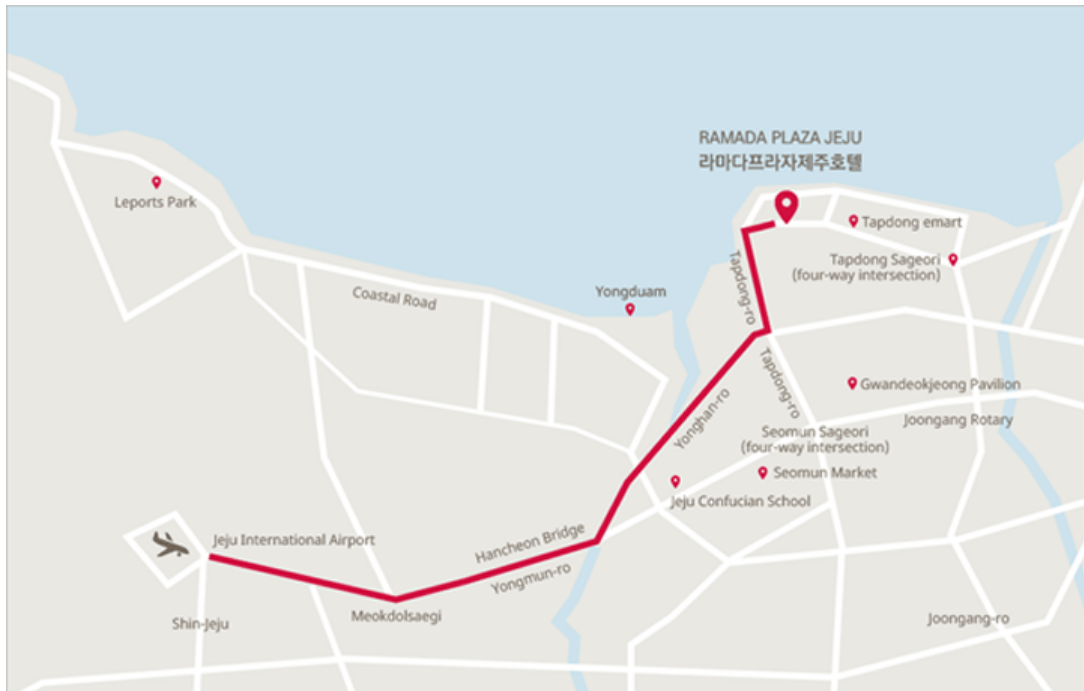 RAMADA PLAZA JEJU
라마다프라자제주호텔
Leports Park
Tapdong emart
Tapdong Sageori
(four-way intersection)
Tapdong-ro
Coastal Road
Yongduam
Tapdong-ro
Gwandeokjeong Pavilion
Yonghan-ro
Joongang Rotary
Seomun Sageori
(four-way intersection)
Seomun Market
Jeju Confucian School
Jeju International Airport
Hancheon Bridge
Yongmun-ro
Meokdolsaegi
Shin-Jeju
Joongang-ro